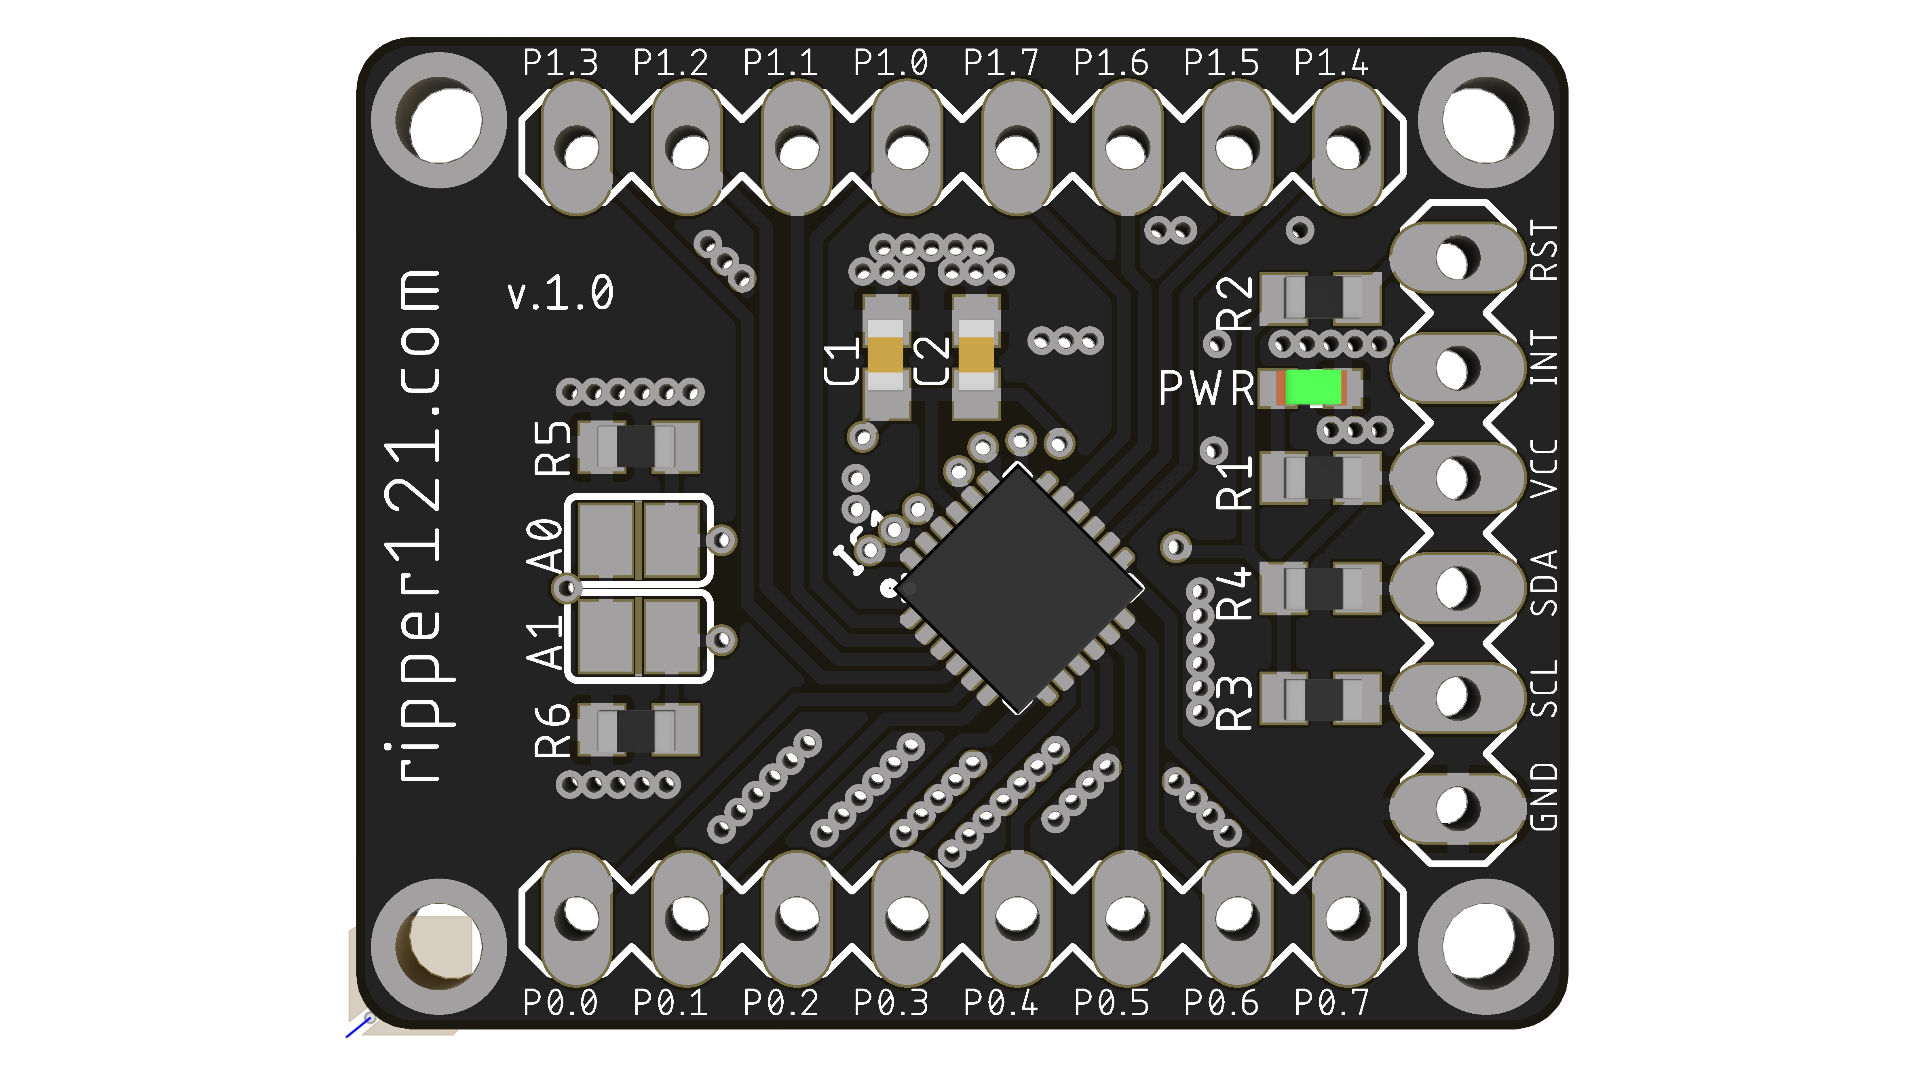 P1.3 P1.2 P1.1 P1.0 P1.7 P1.6 P1.5 P1.4
RST
INT
VCC
SDA
SCL
GND
ripper121.com
v.1.0
C1
C2
R2
PWR
R1
R4
R3
R5
A0
A1
R6
P0.0 P0.1 P0.2 P0.3 P0.4 P0.5 P0.6 P0.7